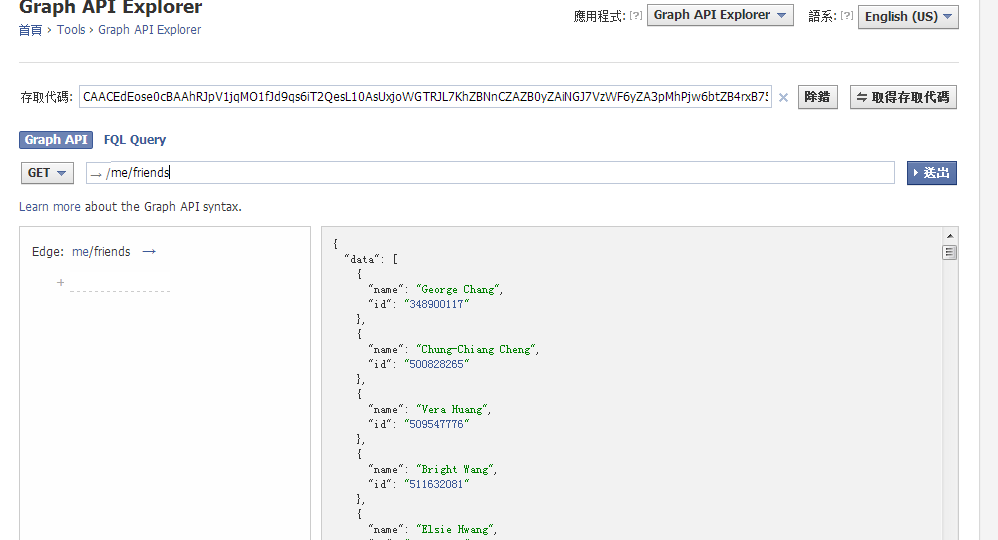 Graph API Explorer
應用程式: [?] Graph API Explorer 語系: [?] English (US)
首頁 › Tools › Graph API Explorer
存取代碼: CAACEdEose0cBAAhRJpV1jqMO1fJd9qs6iT2QesL10AsUxjoWGTRJL7KhZBNnCZAZB0yZAiNGJ7VzWF6yZA3pMhPjw6btZB4rxB75 × 除錯 ⇋ 取得存取代碼
Graph API FQL Query
GET → /me/friends 送出
Learn more about the Graph API syntax.
Edge: me/friends →
+
{
"data": [
{
"name": "George Chang",
"id": "348900117"
},
{
"name": "Chung-Chiang Cheng",
"id": "500828265"
},
{
"name": "Vera Huang",
"id": "509547776"
},
{
"name": "Bright Wang",
"id": "511632081"
},
{
"name": "Elsie Hwang",